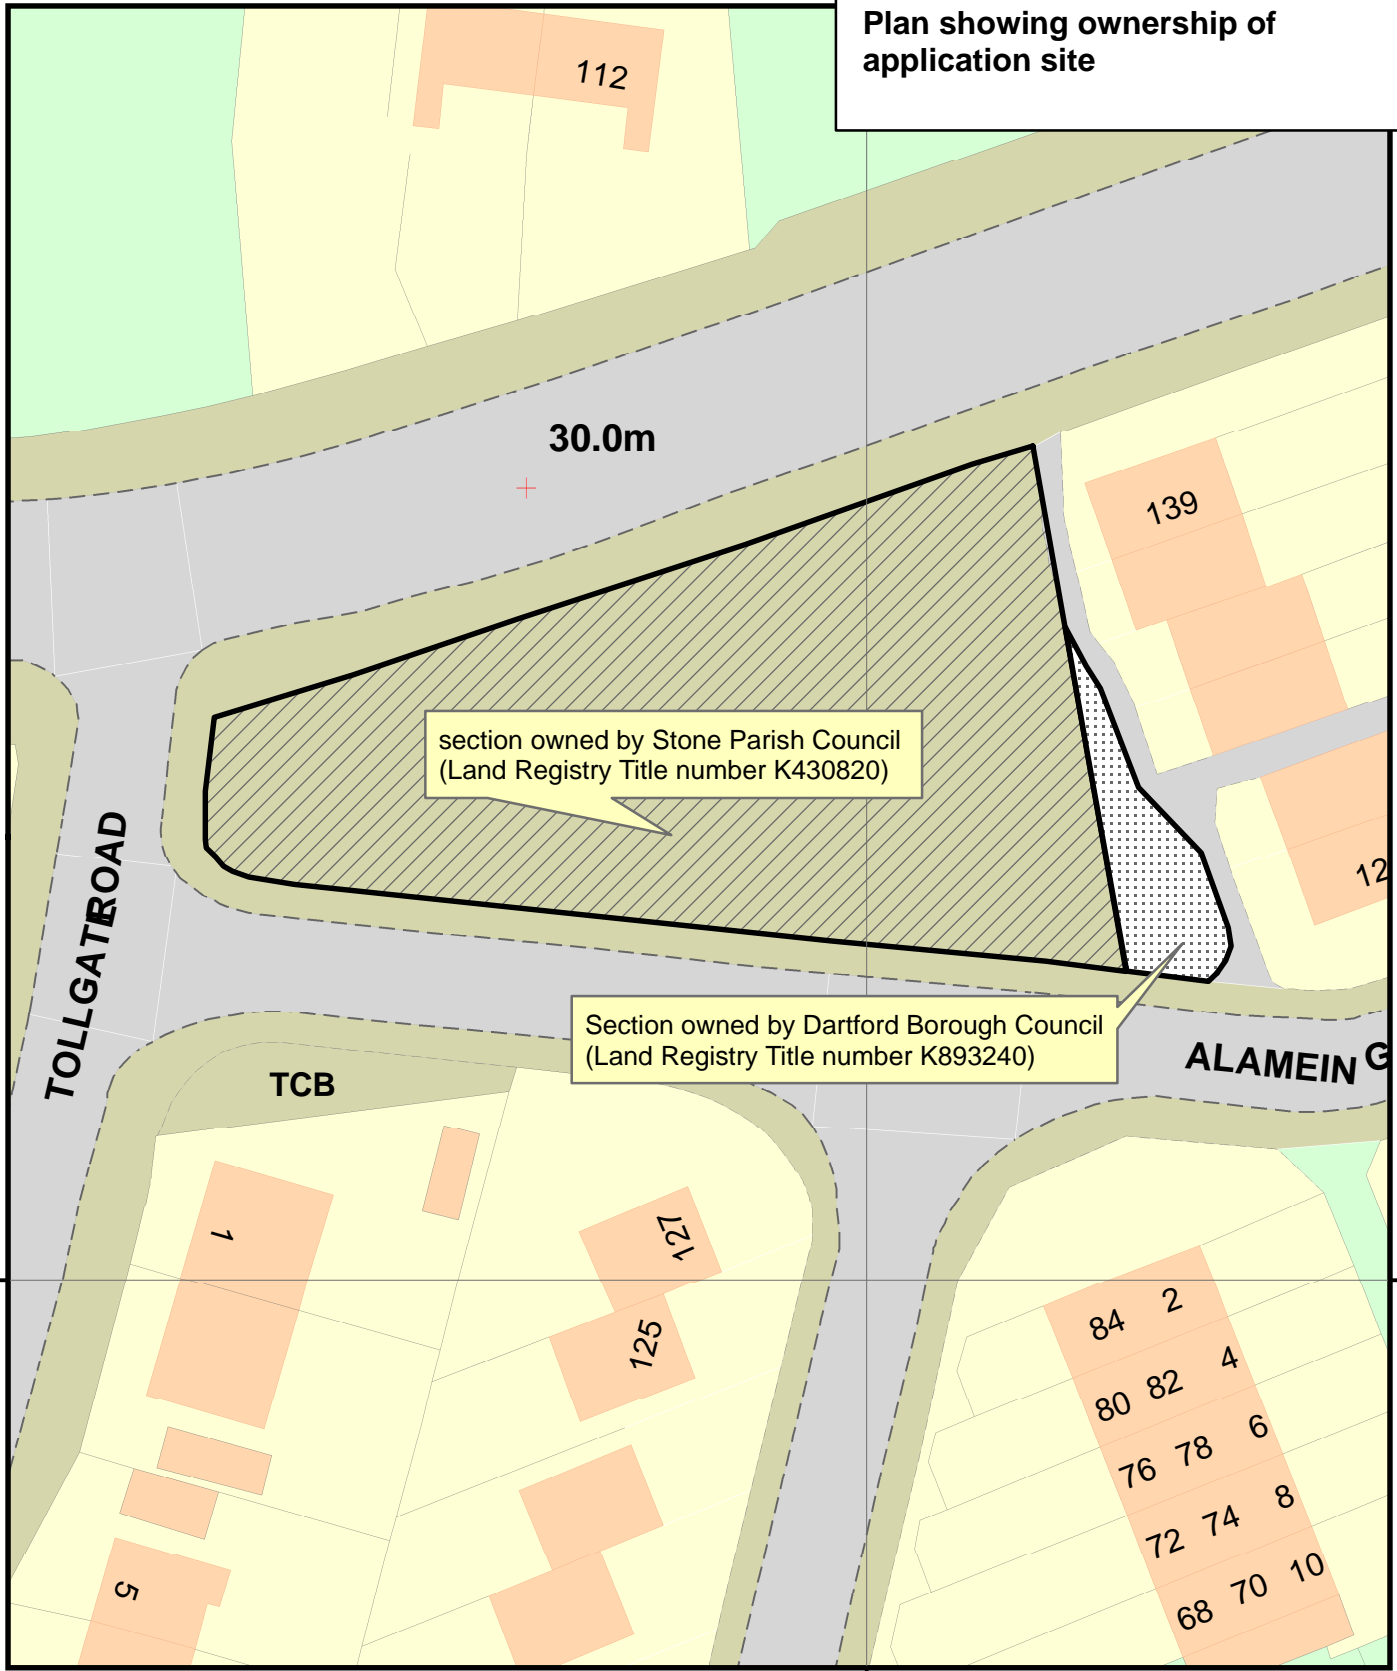 Plan showing ownership of
application site
112
30.0m
139
section owned by Stone Parish Council
(Land Registry Title number K430820)
TOLLGATE ROAD
12
Section owned by Dartford Borough Council
(Land Registry Title number K893240)
ALAMEIN G
TCB
1
127
125
84 2
80 82 4
76 78 6
72 74 8
68 70 10
5